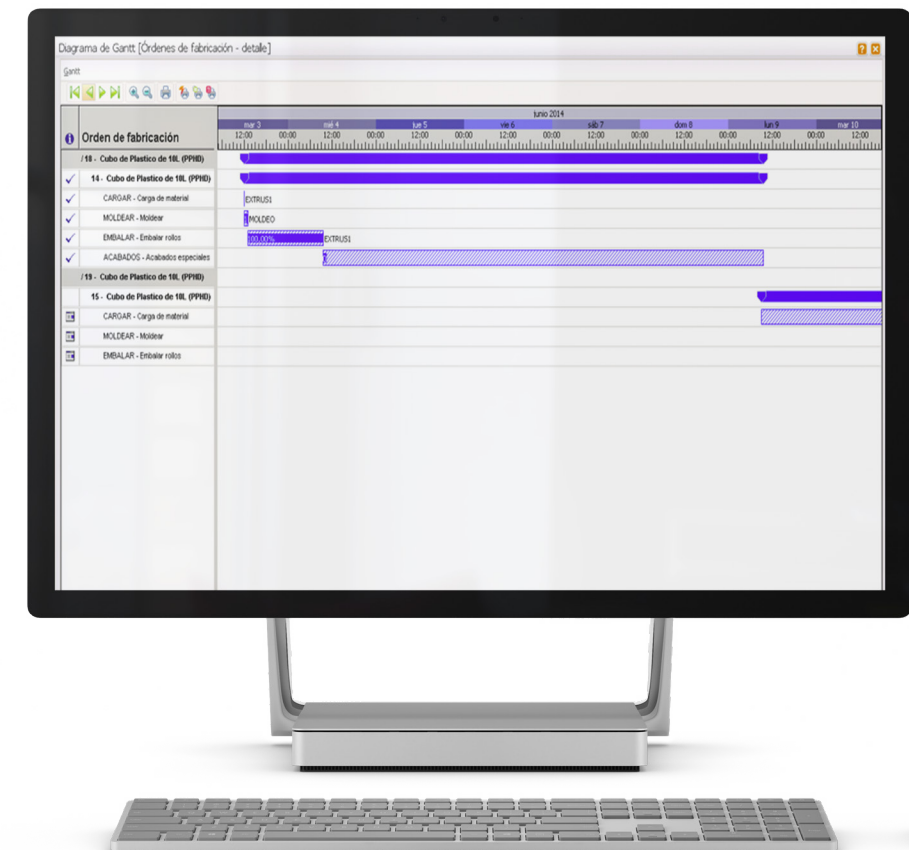 Diagrama de Gantt [Órdenes de fabricación - detalle]
Gantt
junio 2014
mar 3 mié 4 jue 5 vie 6 sáb 7 dom 8 lun 9 mar 10
Orden de fabricación
12:00 00:00 12:00 00:00 12:00 00:00 12:00 00:00 12:00 00:00 12:00 00:00 12:00 00:00 12:00
/ 18 - Cubo de Plastico de 10L (PPHD)
14 - Cubo de Plastico de 10L (PPHD)
CARGAR - Carga de material EXTRUS1
MOLDEAR - Moldear MOLDEO
EMBALAR - Embalar rollos 100,00% EXTRUS1
ACABADOS - Acabados especiales
/ 19 - Cubo de Plastico de 10L (PPHD)
15 - Cubo de Plastico de 10L (PPHD)
CARGAR - Carga de material
MOLDEAR - Moldear
EMBALAR - Embalar rollos